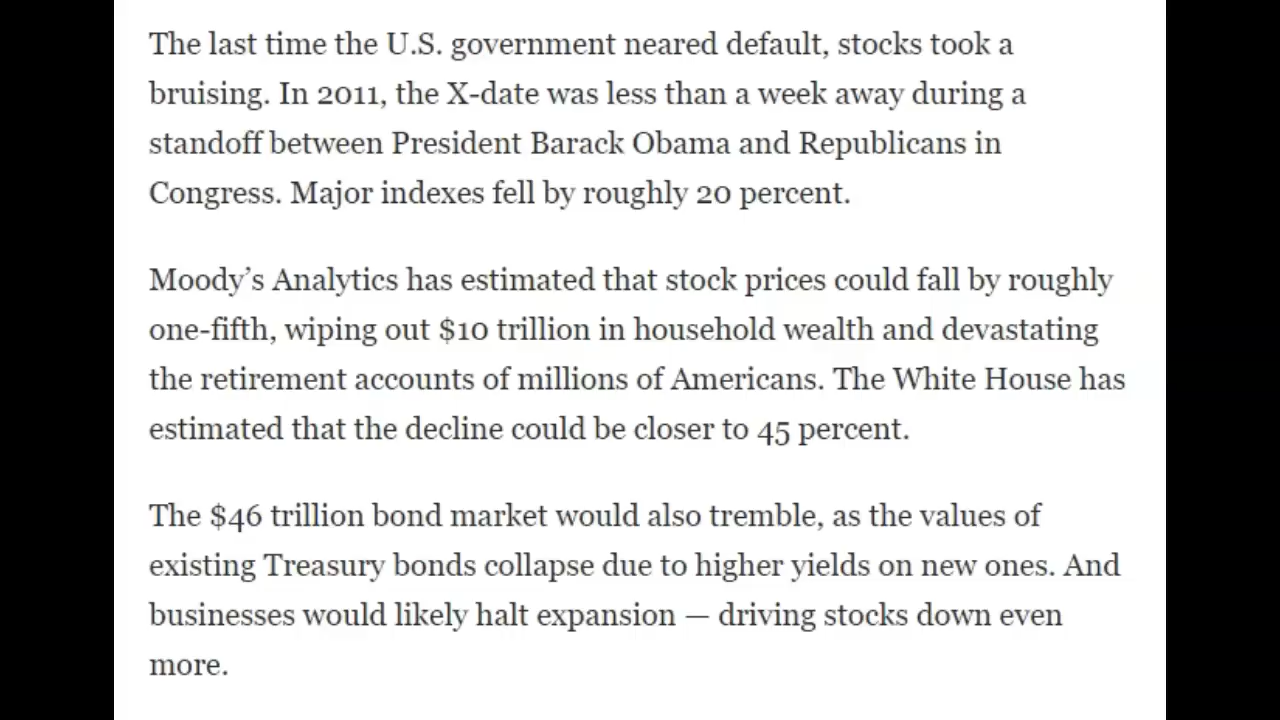 The last time the U.S. government neared default, stocks took a
bruising. In 2011, the X-date was less than a week away during a
standoff between President Barack Obama and Republicans in
Congress. Major indexes fell by roughly 20 percent.
Moody’s Analytics has estimated that stock prices could fall by roughly
one-fifth, wiping out $10 trillion in household wealth and devastating
the retirement accounts of millions of Americans. The White House has
estimated that the decline could be closer to 45 percent.
The $46 trillion bond market would also tremble, as the values of
existing Treasury bonds collapse due to higher yields on new ones. And
businesses would likely halt expansion — driving stocks down even
more.